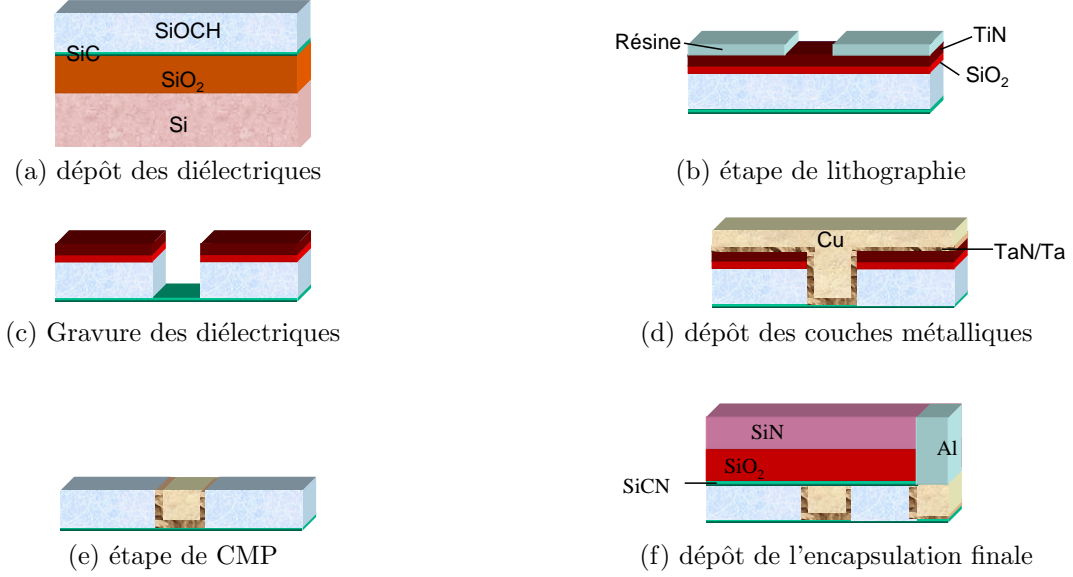 SiOCH
SiC
SiO2
Si
(a) dépôt des diélectriques
Résine
TiN
SiO2
(b) étape de lithographie
(c) Gravure des diélectriques
Cu
TaN/Ta
(d) dépôt des couches métalliques
(e) étape de CMP
SiN
Al
SiO2
SiCN
(f) dépôt de l'encapsulation finale